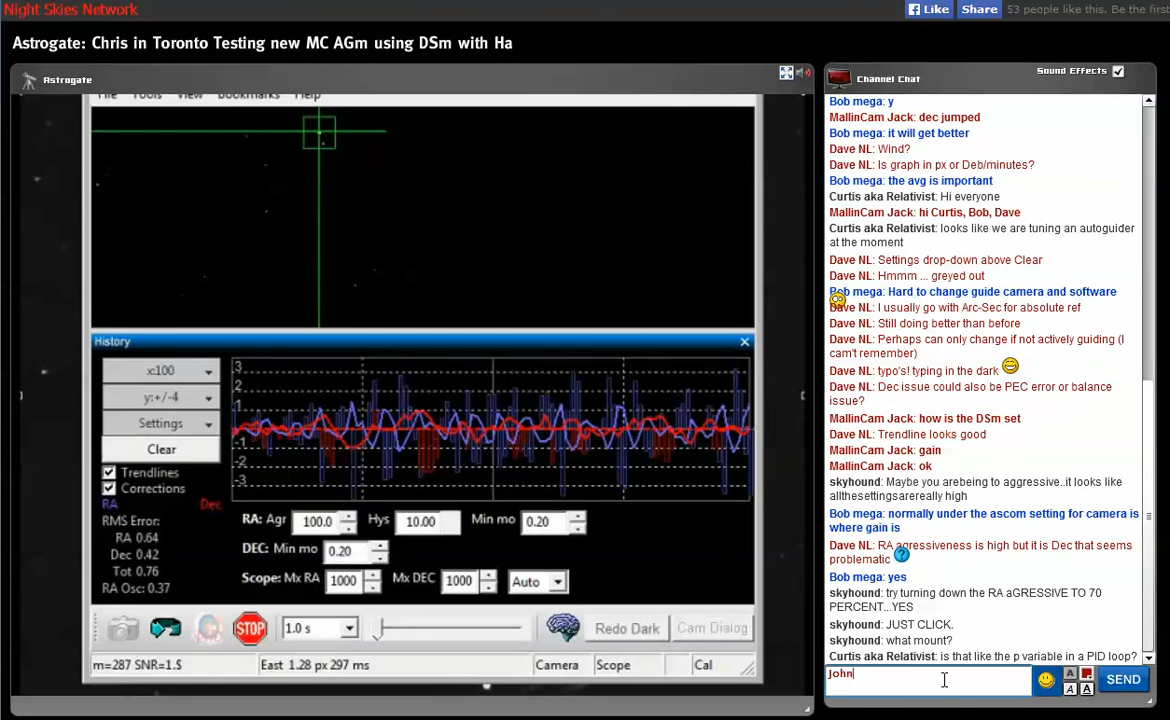 Night Skies Network
Like Share 53 people like this. Be the first
Astrogate: Chris in Toronto Testing new MC AGm using DSm with Ha
Astrogate
File Tools View Bookmarks Help
History
x:100
y:+/-4
Settings
Clear
Trendlines
Corrections
RA Dec
RMS Error:
RA 0.64
Dec 0.42
Tot 0.76
RA Osc: 0.37
3
2
1
-1
-2
-3
RA: Agr 100.0 Hys 10.00 Min mo 0.20
DEC: Min mo 0.20
Scope: Mx RA 1000 Mx DEC 1000 Auto
STOP 1.0 s Redo Dark Cam Dialog
m=287 SNR=1.$ East 1.28 px 297 ms Camera Scope Cal
Channel Chat Sound Effects
Bob mega: y
MallinCam Jack: dec jumped
Bob mega: it will get better
Dave NL: Wind?
Dave NL: Is graph in px or Deb/minutes?
Bob mega: the avg is important
Curtis aka Relativist: Hi everyone
MallinCam Jack: hi Curtis, Bob, Dave
Curtis aka Relativist: looks like we are tuning an autoguider
at the moment
Dave NL: Settings drop-down above Clear
Dave NL: Hmmm ... greyed out
Bob mega: Hard to change guide camera and software
Dave NL: I usually go with Arc-Sec for absolute ref
Dave NL: Still doing better than before
Dave NL: Perhaps can only change if not actively guiding (I
cam't remember)
Dave NL: typo's! typing in the dark
Dave NL: Dec issue could also be PEC error or balance
issue?
MallinCam Jack: how is the DSm set
Dave NL: Trendline looks good
MallinCam Jack: gain
MallinCam Jack: ok
skyhound: Maybe you arebeing to aggressive..it looks like
allthesettingsarereally high
Bob mega: normally under the ascom setting for camera is
where gain is
Dave NL: RA agressiveness is high but it is Dec that seems
problematic
Bob mega: yes
skyhound: try turning down the RA aGRESSIVE TO 70
PERCENT...YES
skyhound: JUST CLICK.
skyhound: what mount?
Curtis aka Relativist: is that like the p variable in a PID loop?
John
A
A A
SEND